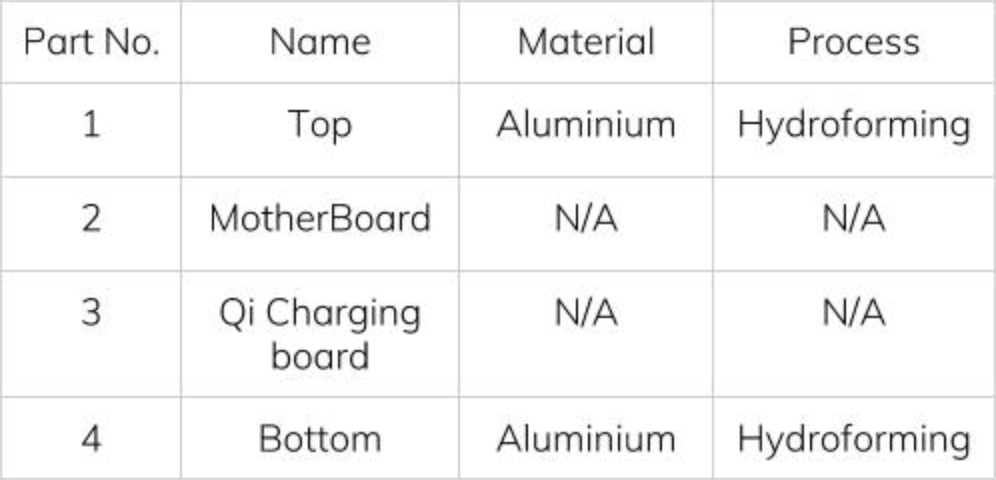 Part No. Name Material Process
1 Top Aluminium Hydroforming
2 MotherBoard N/A N/A
3 Qi Charging N/A N/A
board
4 Bottom Aluminium Hydroforming